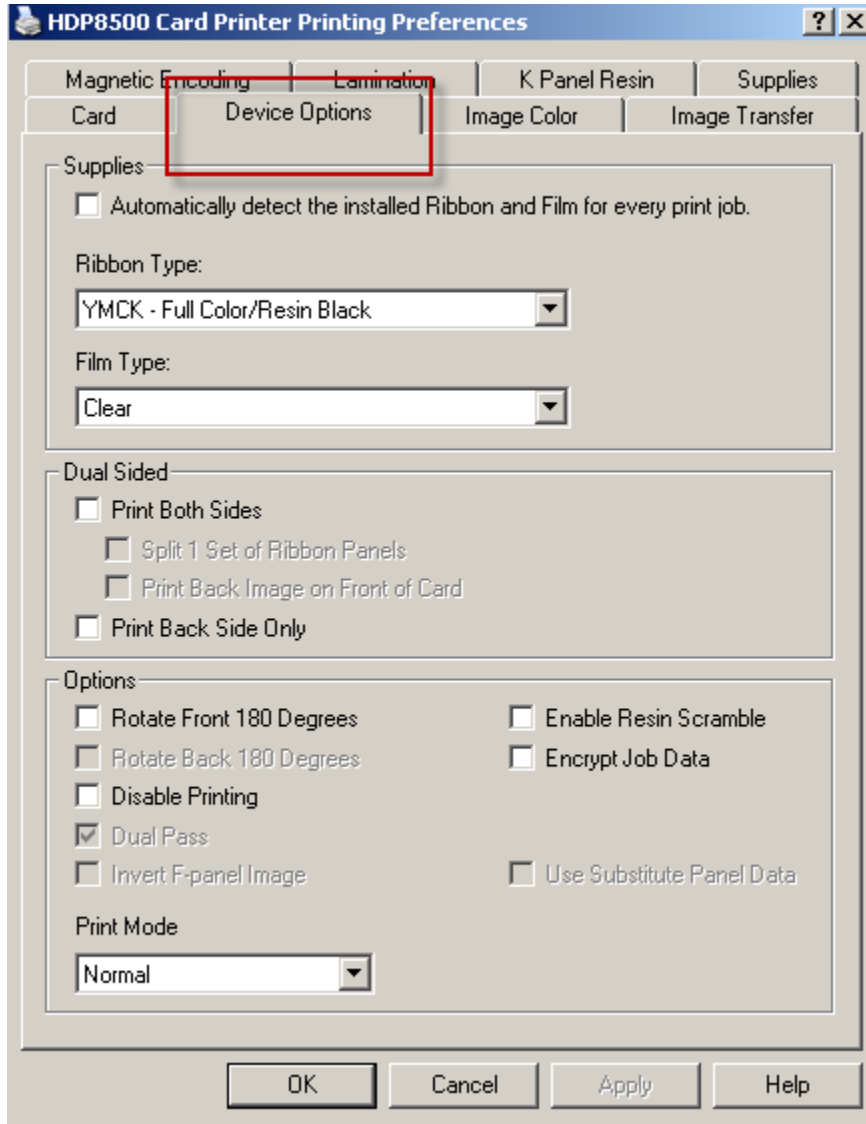 HDP8500 Card Printer Printing Preferences
Magnetic Encoding Lamination K Panel Resin Supplies
Card Device Options Image Color Image Transfer
Supplies
Automatically detect the installed Ribbon and Film for every print job.
Ribbon Type:
YMCK - Full Color/Resin Black
Film Type:
Clear
Dual Sided
Print Both Sides
Split 1 Set of Ribbon Panels
Print Back Image on Front of Card
Print Back Side Only
Options
Rotate Front 180 Degrees Enable Resin Scramble
Rotate Back 180 Degrees Encrypt Job Data
Disable Printing
Dual Pass
Invert F-panel Image Use Substitute Panel Data
Print Mode
Normal
OK Cancel Apply Help